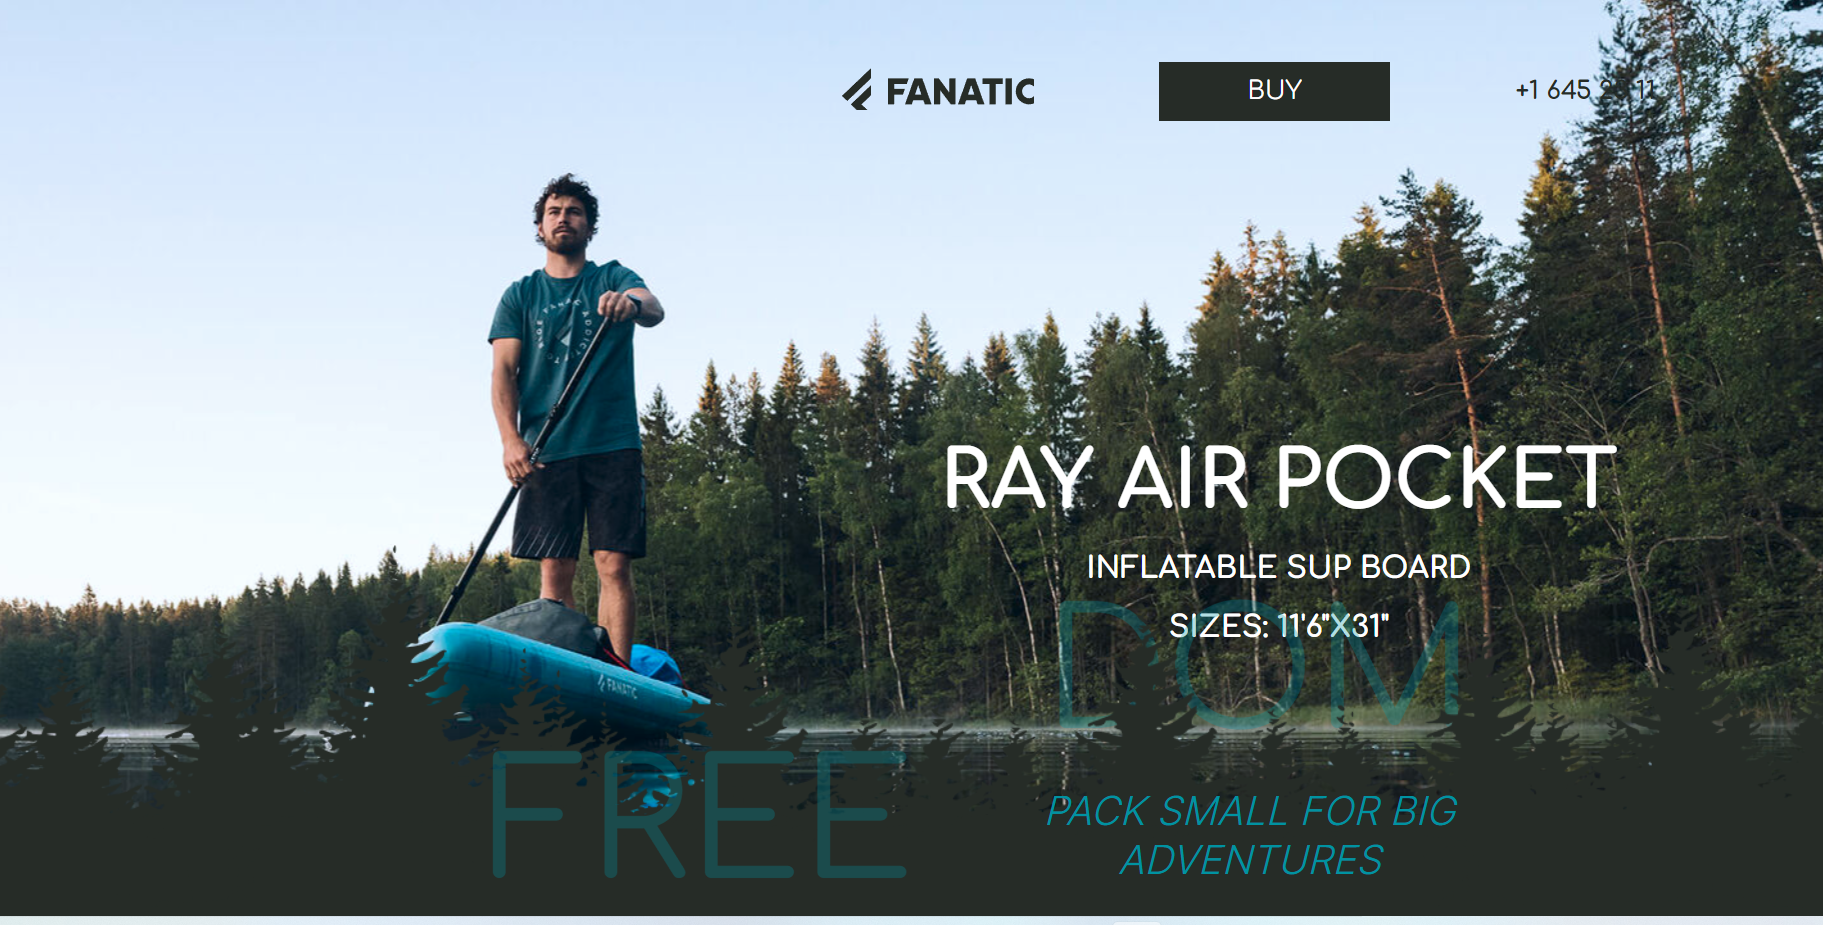 FANATIC
BUY
+1 645 11
RAY AIR POCKET
INFLATABLE SUP BOARD
SIZES: 11'6"X31"
DOM
FANATIC
FREE
PACK SMALL FOR BIG
ADVENTURES